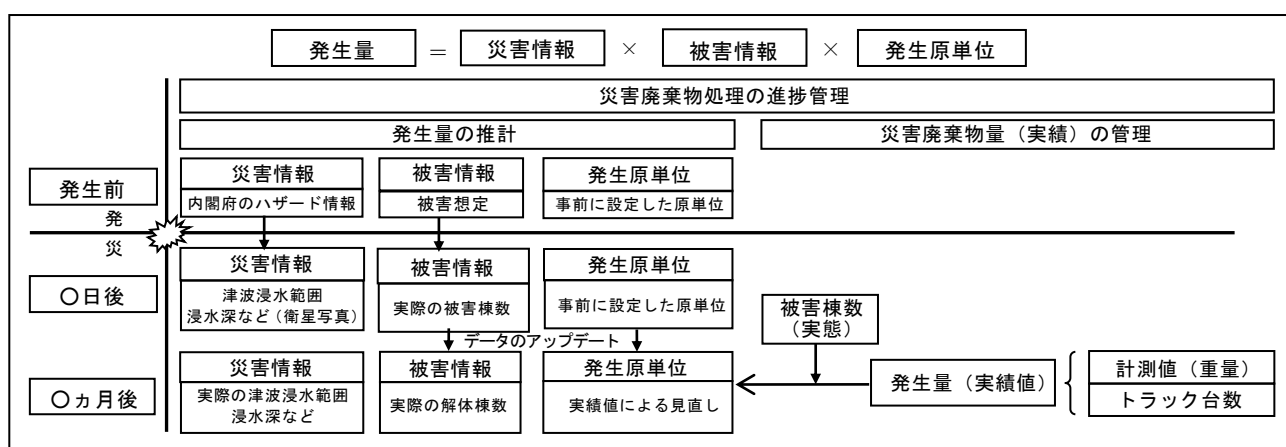 発生量 ＝ 災害情報 × 被害情報 × 発生原単位
災害廃棄物処理の進捗管理
発生量の推計
災害廃棄物量（実績）の管理
発生前
災害情報
内閣府のハザード情報
被害情報
被害想定
発生原単位
事前に設定した原単位
発
災
〇日後
災害情報
津波浸水範囲
浸水深など（衛星写真）
被害情報
実際の被害棟数
発生原単位
事前に設定した原単位
被害棟数
（実態）
データのアップデート
〇ヵ月後
災害情報
実際の津波浸水範囲
浸水深など
被害情報
実際の解体棟数
発生原単位
実績値による見直し
発生量（実績値）
計測値（重量）
トラック台数